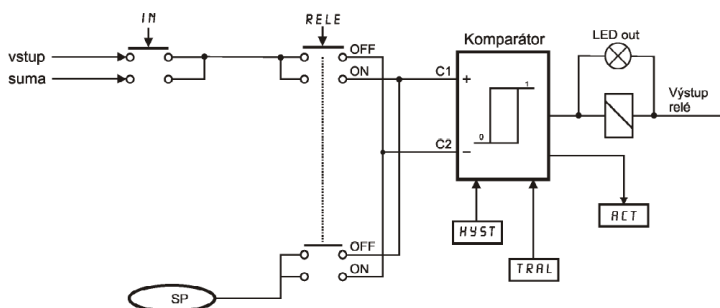 IN
RELE
LED out
vstup
suma
OFF
ON
Komparátor
C1
+
1
0
C2
−
Výstup
relé
HYST
TRAL
ACT
OFF
ON
SP